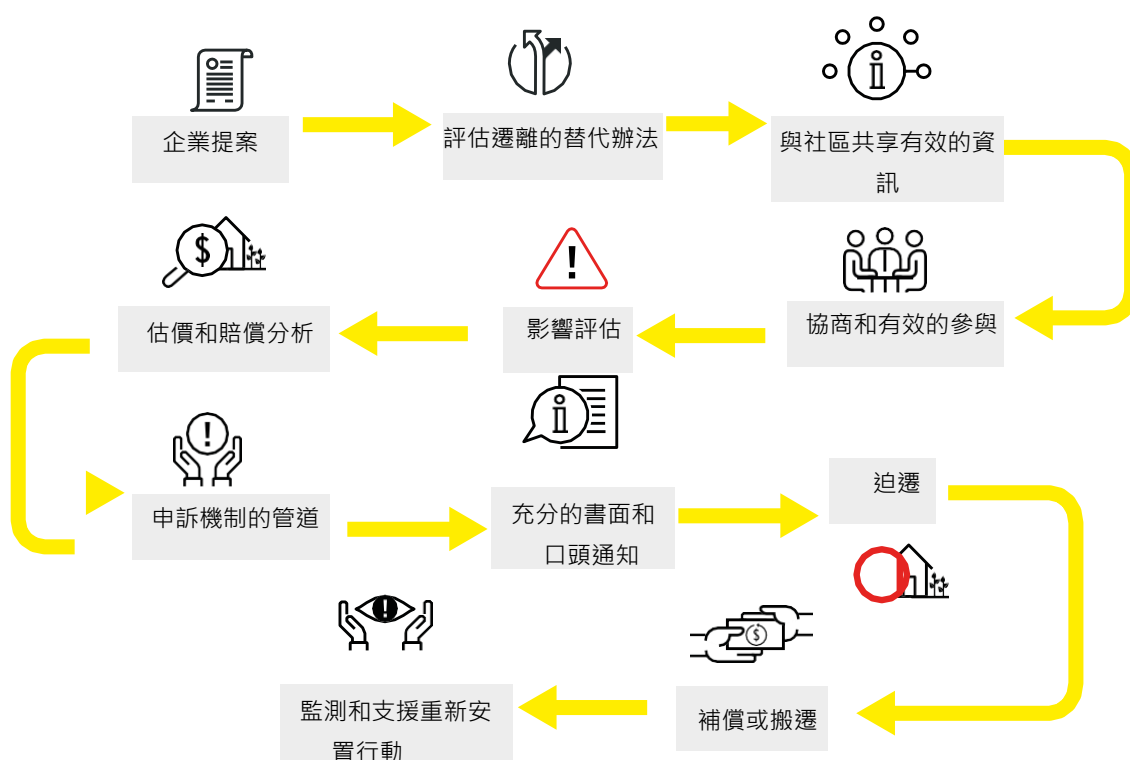 企業提案
評估遷離的替代辦法
與社區共享有效的資
訊
協商和有效的參與
影響評估
估價和賠償分析
申訴機制的管道
充分的書面和
口頭通知
迫遷
補償或搬遷
監測和支援重新安
置行動